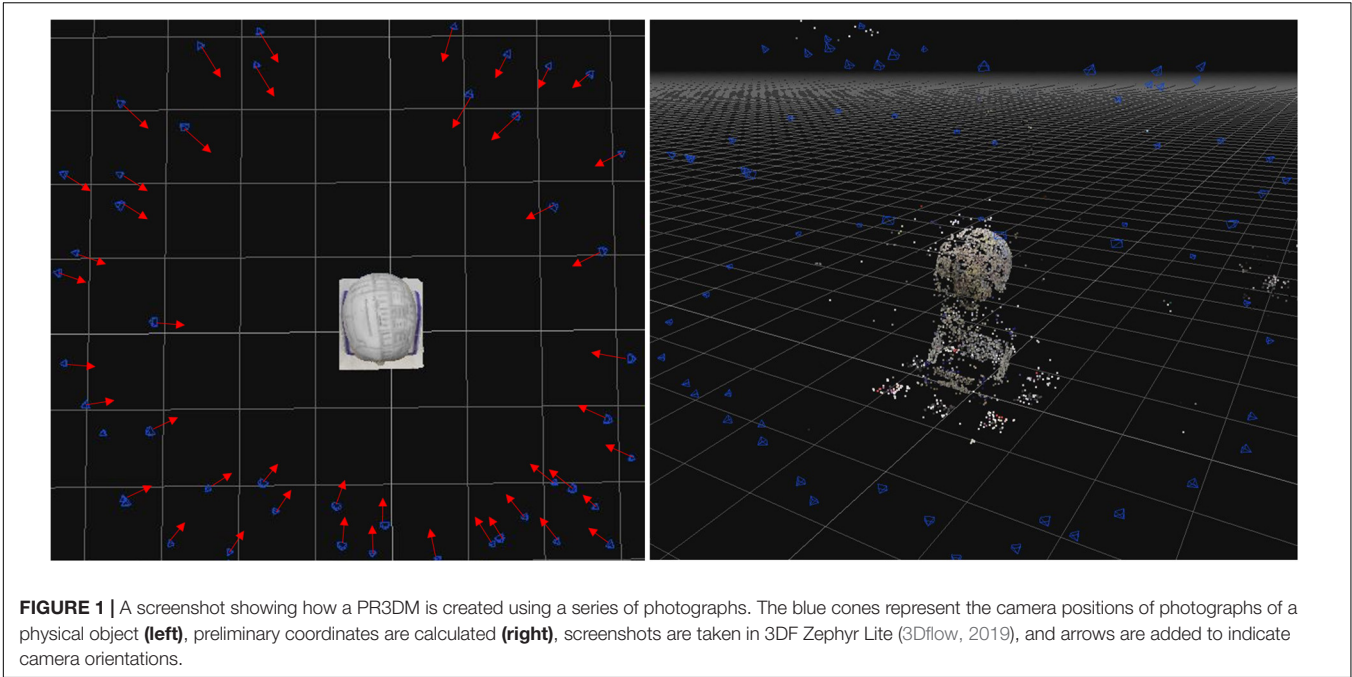 FIGURE 1 | A screenshot showing how a PR3DM is created using a series of photographs. The blue cones represent the camera positions of photographs of a
physical object (left), preliminary coordinates are calculated (right), screenshots are taken in 3DF Zephyr Lite (3Dflow, 2019), and arrows are added to indicate
camera orientations.